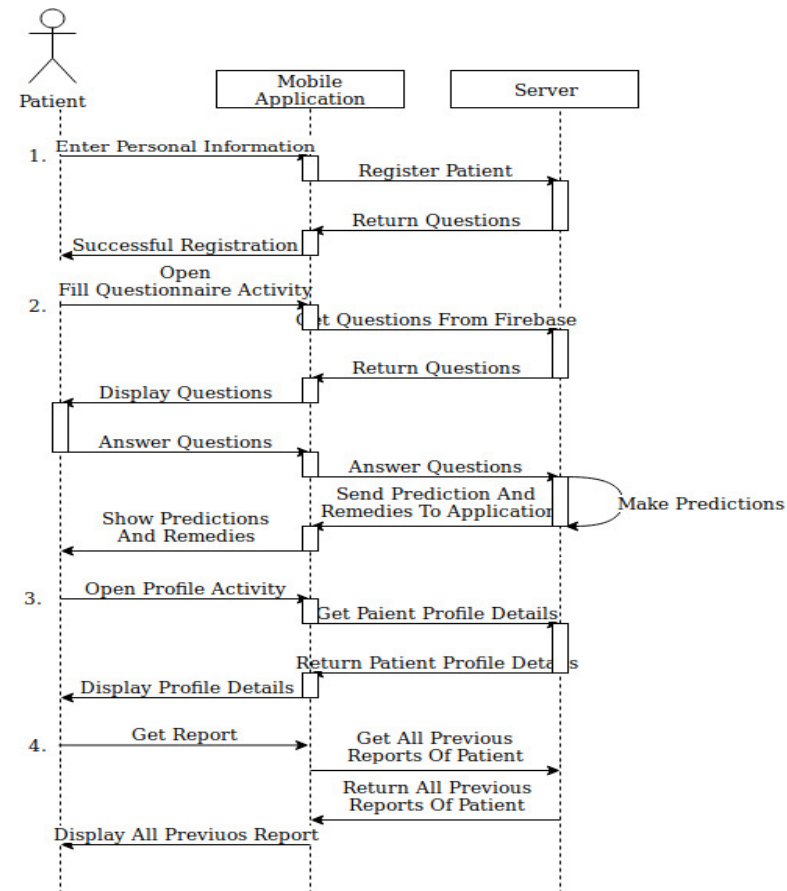 Patient
Mobile
Application
Server
1.
Enter Personal Information
Register Patient
Return Questions
Successful Registration
Open
Fill Questionnaire Activity
2.
Get Questions From Firebase
Return Questions
Display Questions
Answer Questions
Answer Questions
Make Predictions
Send Prediction And
Remedies To Application
Show Predictions
And Remedies
3.
Open Profile Activity
Get Paient Profile Details
Return Patient Profile Details
Display Profile Details
4.
Get Report
Get All Previous
Reports Of Patient
Return All Previous
Reports Of Patient
Display All Previuos Report